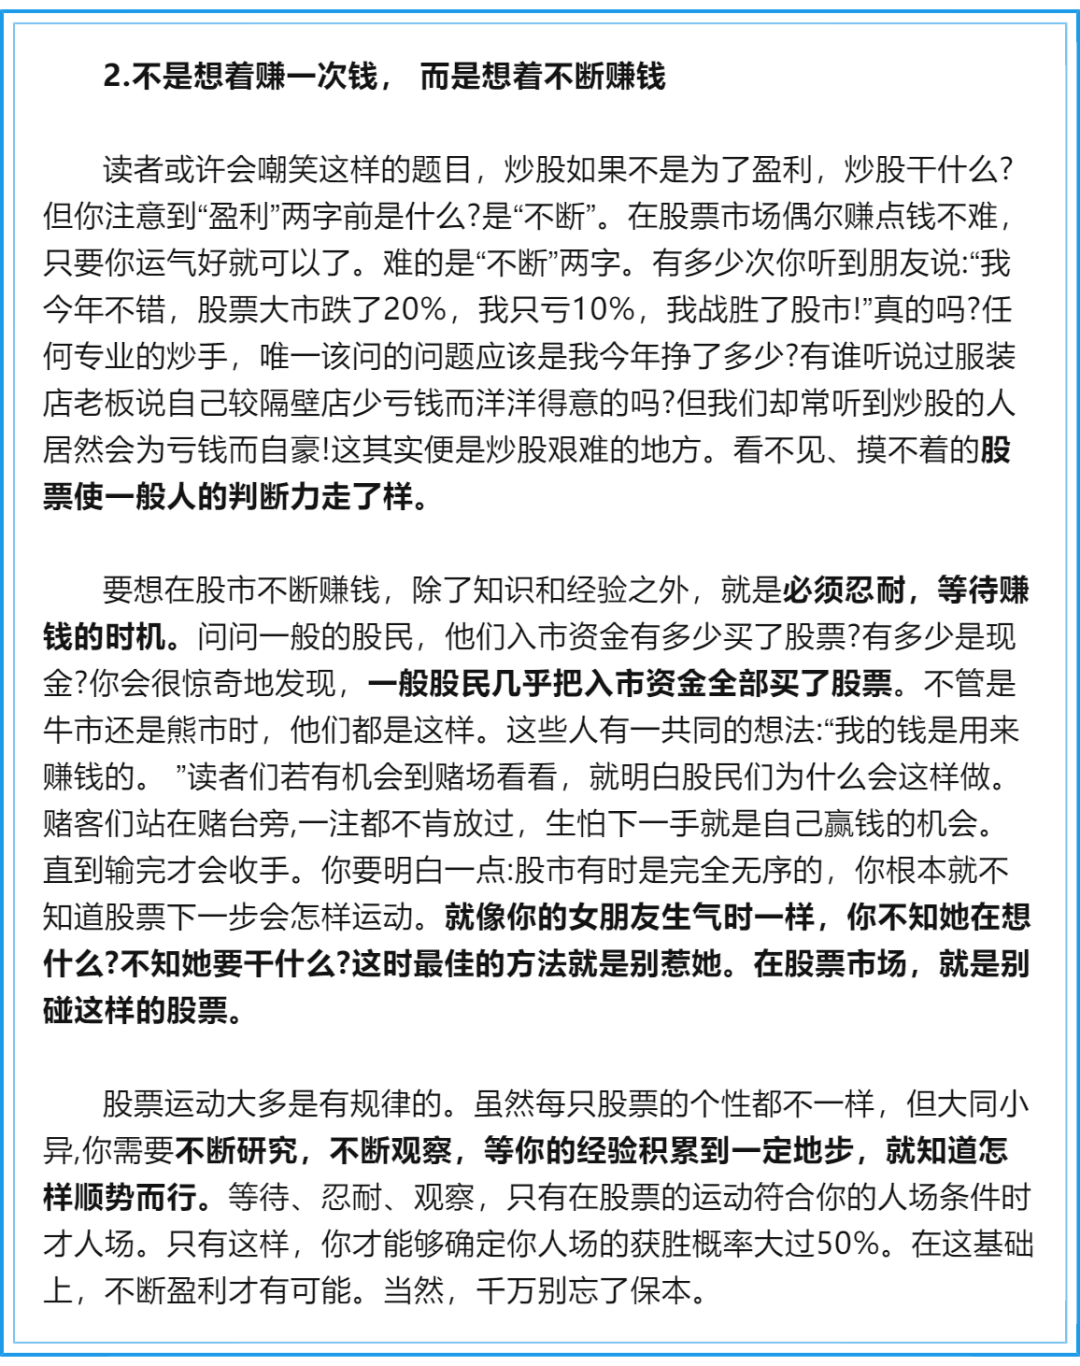 2.不是想着赚一次钱， 而是想着不断赚钱
读者或许会嘲笑这样的题目，炒股如果不是为了盈利，炒股干什么?
但你注意到“盈利”两字前是什么?是“不断”。在股票市场偶尔赚点钱不难，
只要你运气好就可以了。难的是“不断”两字。有多少次你听到朋友说:“我
今年不错，股票大市跌了20%，我只亏10%，我战胜了股市!”真的吗?任
何专业的炒手，唯一该问的问题应该是我今年挣了多少?有谁听说过服装
店老板说自己较隔壁店少亏钱而洋洋得意的吗?但我们却常听到炒股的人
居然会为亏钱而自豪!这其实便是炒股艰难的地方。看不见、摸不着的股
票使一般人的判断力走了样。
要想在股市不断赚钱，除了知识和经验之外，就是必须忍耐，等待赚
钱的时机。问问一般的股民，他们入市资金有多少买了股票?有多少是现
金?你会很惊奇地发现，一般股民几乎把入市资金全部买了股票。不管是
牛市还是熊市时，他们都是这样。这些人有一共同的想法:“我的钱是用来
赚钱的。 ”读者们若有机会到赌场看看，就明白股民们为什么会这样做。
赌客们站在赌台旁,一注都不肯放过，生怕下一手就是自己赢钱的机会。
直到输完才会收手。你要明白一点:股市有时是完全无序的，你根本就不
知道股票下一步会怎样运动。就像你的女朋友生气时一样，你不知她在想
什么?不知她要干什么?这时最佳的方法就是别惹她。在股票市场，就是别
碰这样的股票。
股票运动大多是有规律的。虽然每只股票的个性都不一样，但大同小
异,你需要不断研究，不断观察，等你的经验积累到一定地步，就知道怎
样顺势而行。等待、忍耐、观察，只有在股票的运动符合你的人场条件时
才人场。只有这样，你才能够确定你人场的获胜概率大过50%。在这基础
上，不断盈利才有可能。当然，千万别忘了保本。